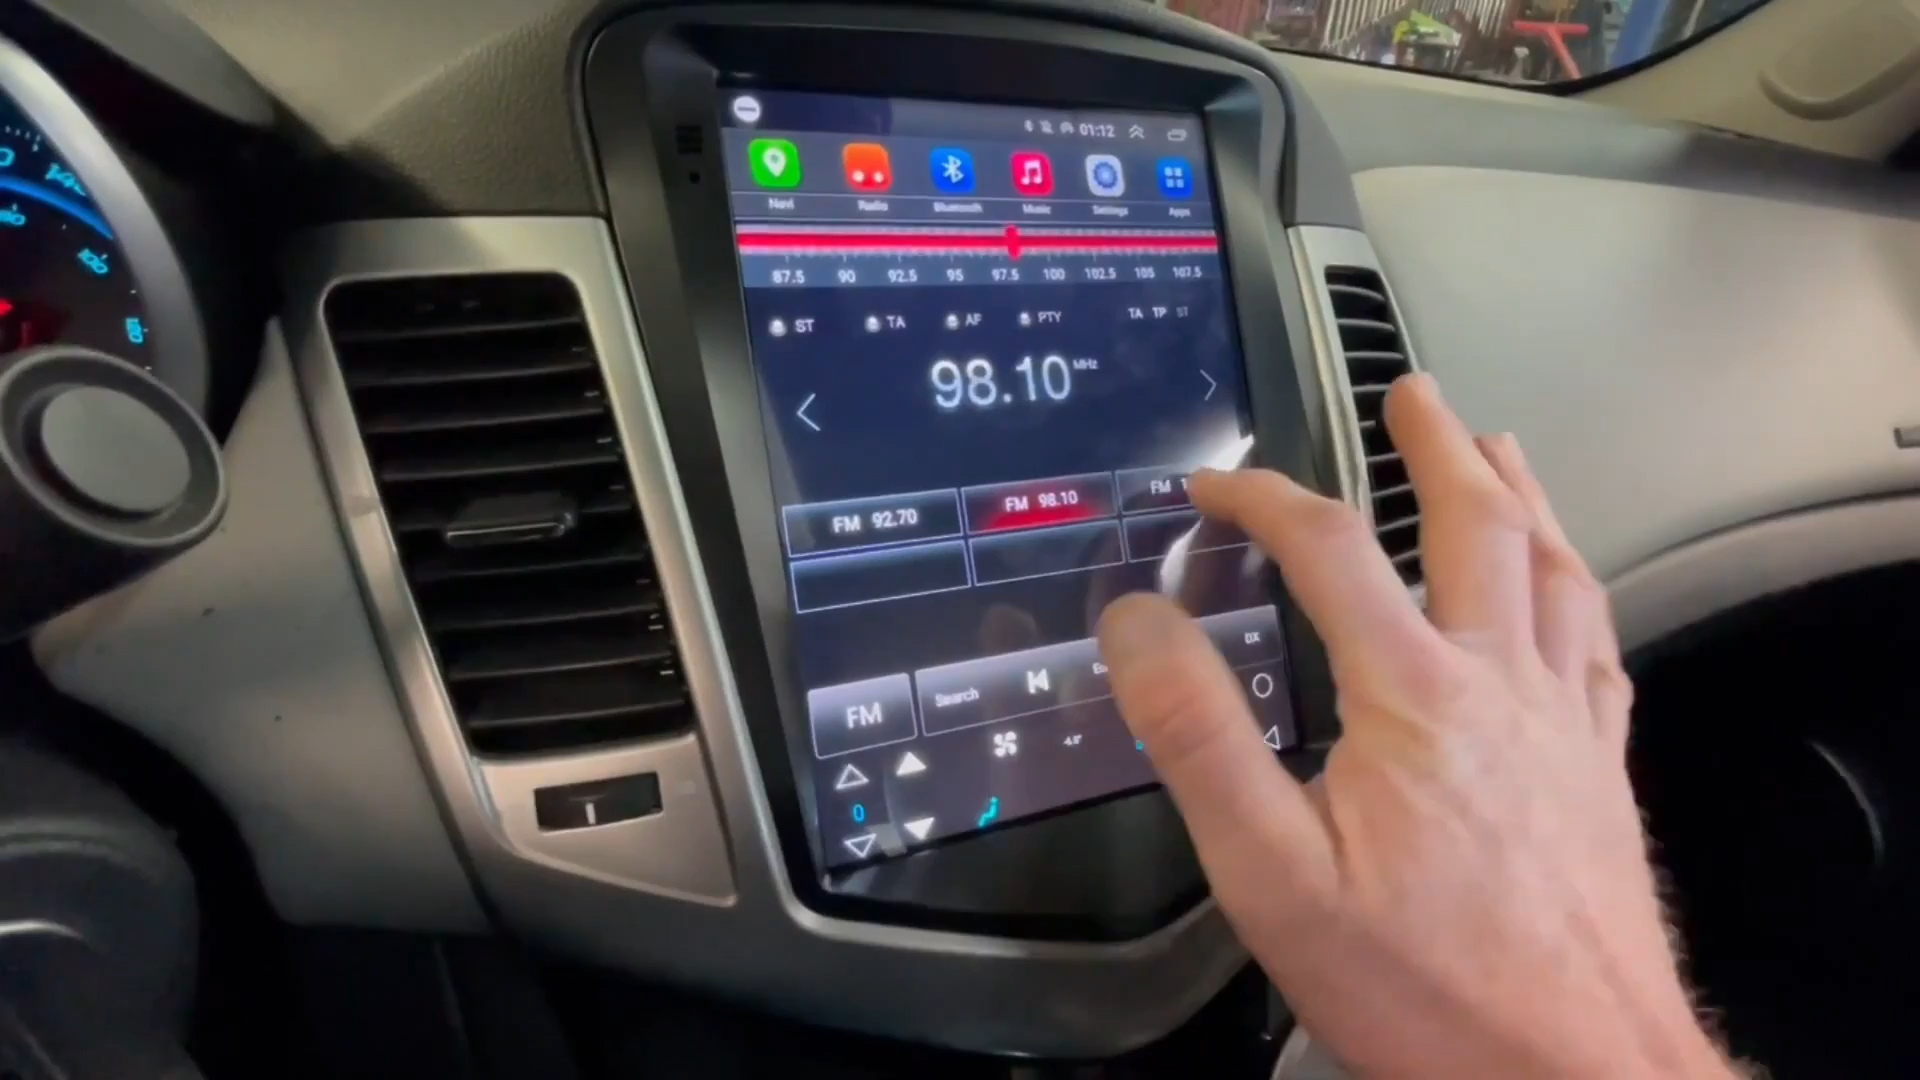 01:12
Navi Radio Bluetooth Music Settings Apps
87.5 90 92.5 95 97.5 100 102.5 105 107.5
ST TA AF PTY TA TP ST
98.10 MHz
FM 92.70 FM 98.10 FM
FM Search DX
0
100